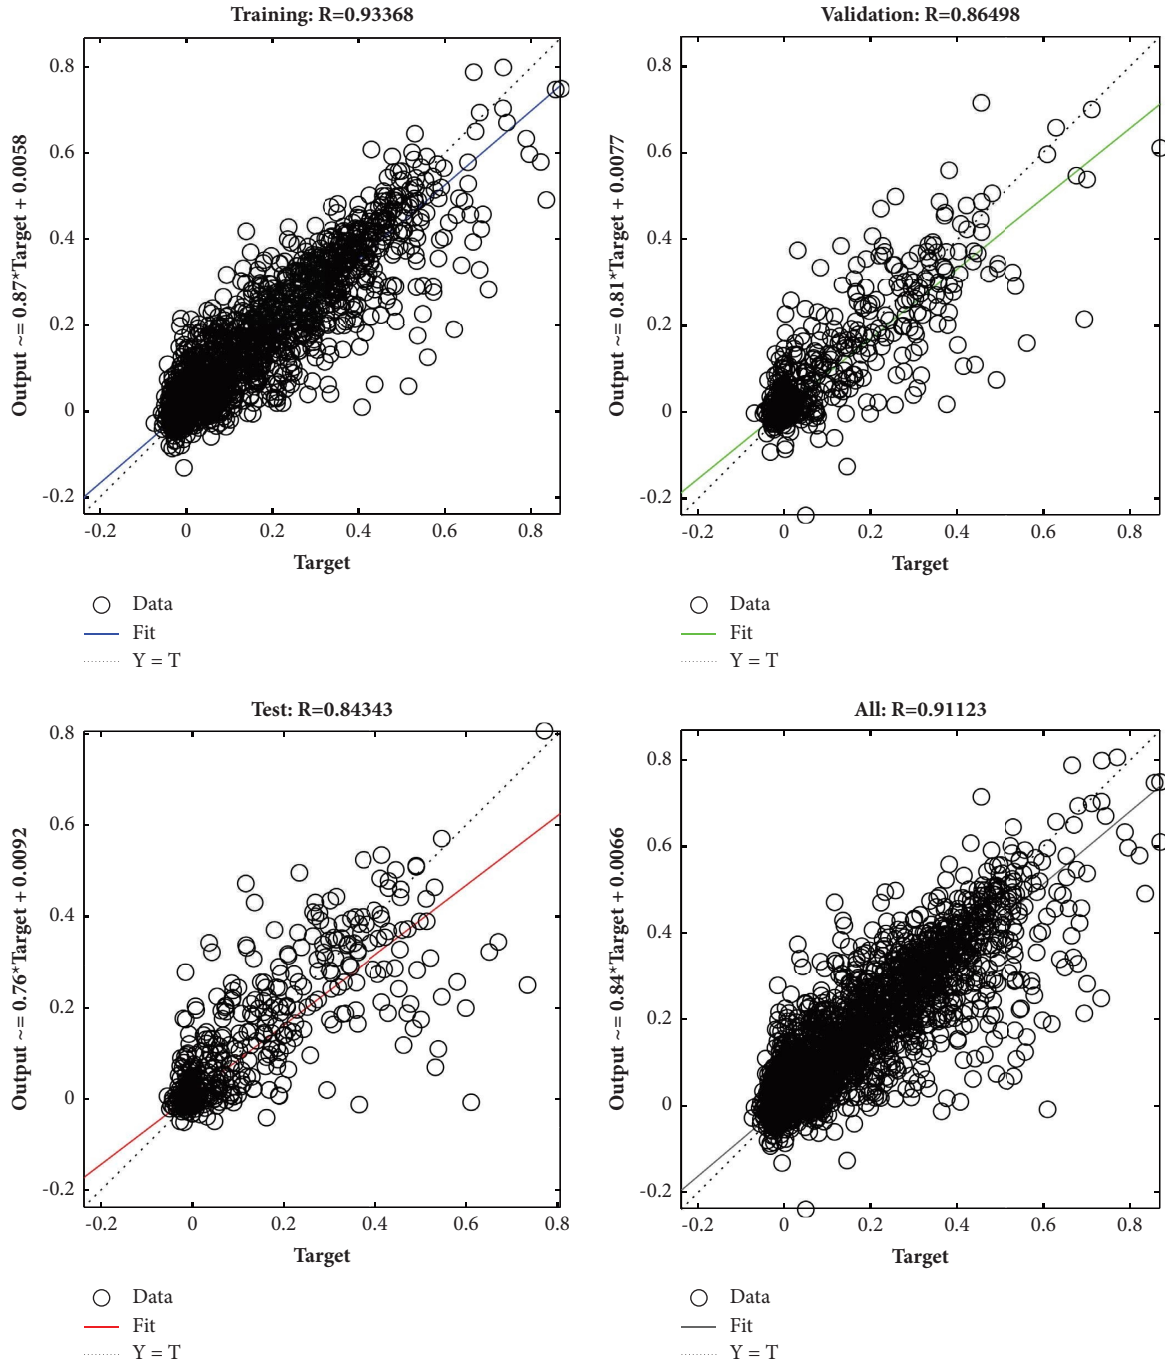 Training: R=0.93368
Output ~= 0.87*Target + 0.0058
0.8
0.6
0.4
0.2
0
-0.2
-0.2 0 0.2 0.4 0.6 0.8
Target
Data
Fit
Y = T
Validation: R=0.86498
Output ~= 0.81*Target + 0.0077
0.8
0.6
0.4
0.2
0
-0.2
-0.2 0 0.2 0.4 0.6 0.8
Target
Data
Fit
Y = T
Test: R=0.84343
Output ~= 0.76*Target + 0.0092
0.8
0.6
0.4
0.2
0
-0.2
-0.2 0 0.2 0.4 0.6 0.8
Target
Data
Fit
Y = T
All: R=0.91123
Output ~= 0.84*Target + 0.0066
0.8
0.6
0.4
0.2
0
-0.2
-0.2 0 0.2 0.4 0.6 0.8
Target
Data
Fit
Y = T